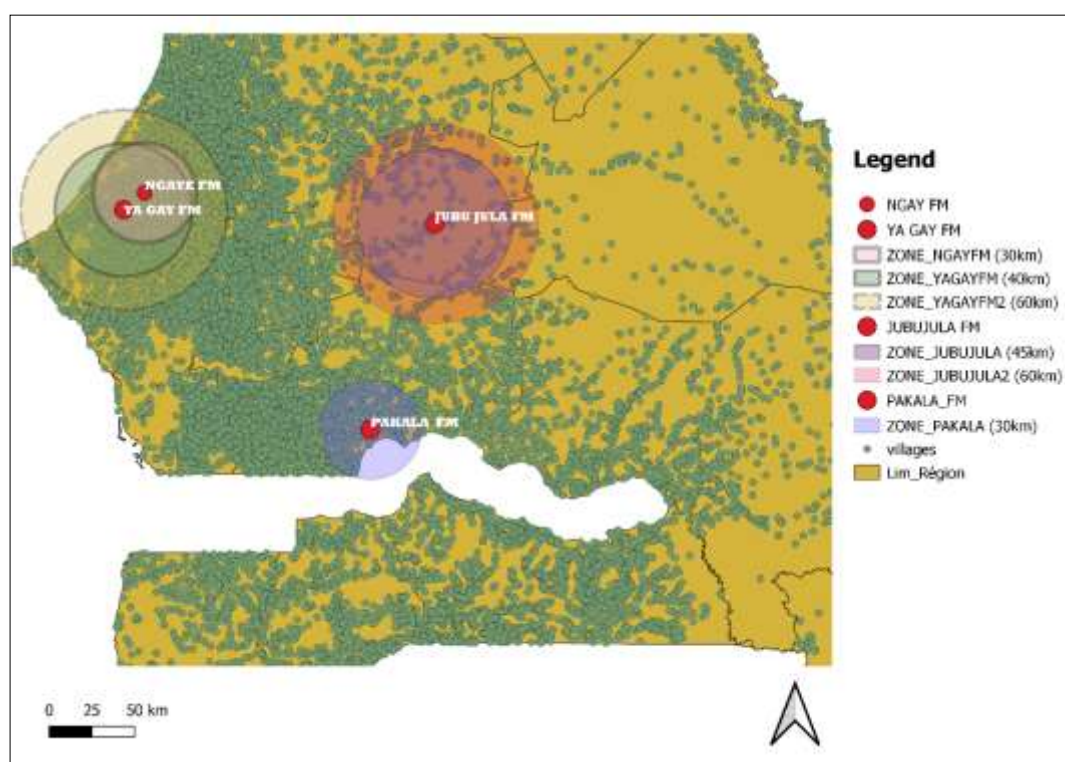 NGAYE FM
YA GAY FM
JUBU JULA FM
PAKALA FM
Legend
NGAY FM
YA GAY FM
ZONE_NGAYFM (30km)
ZONE_YAGAYFM (40km)
ZONE_YAGAYFM2 (60km)
JUBUJULA FM
ZONE_JUBUJULA (45km)
ZONE_JUBUJULA2 (60km)
PAKALA_FM
ZONE_PAKALA (30km)
villages
Lim_Région
0 25 50 km